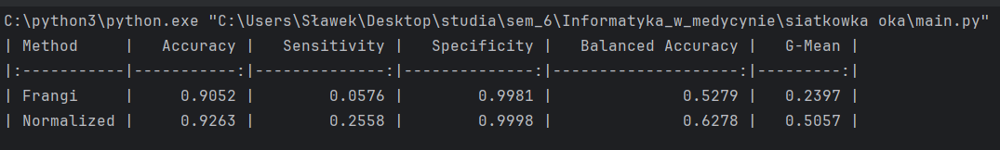 C:\python3\python.exe "C:\Users\Sławek\Desktop\studia\sem_6\Informatyka_w_medycynie\siatkowka oka\main.py"
| Method     |   Accuracy |   Sensitivity |   Specificity |   Balanced Accuracy |   G-Mean |
|:-----------|-----------:|--------------:|--------------:|--------------------:|---------:|
| Frangi     |     0.9052 |        0.0576 |        0.9981 |              0.5279 |   0.2397 |
| Normalized |     0.9263 |        0.2558 |        0.9998 |              0.6278 |   0.5057 |